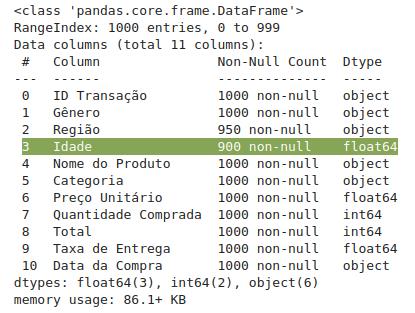 <class 'pandas.core.frame.DataFrame'>
RangeIndex: 1000 entries, 0 to 999
Data columns (total 11 columns):
 #   Column              Non-Null Count  Dtype
---  ------              --------------  -----
 0   ID Transação        1000 non-null   object
 1   Gênero              1000 non-null   object
 2   Região              950 non-null    object
 3   Idade               900 non-null    float64
 4   Nome do Produto     1000 non-null   object
 5   Categoria           1000 non-null   object
 6   Preço Unitário      1000 non-null   float64
 7   Quantidade Comprada 1000 non-null   int64
 8   Total               1000 non-null   int64
 9   Taxa de Entrega     1000 non-null   float64
 10  Data da Compra      1000 non-null   object
dtypes: float64(3), int64(2), object(6)
memory usage: 86.1+ KB